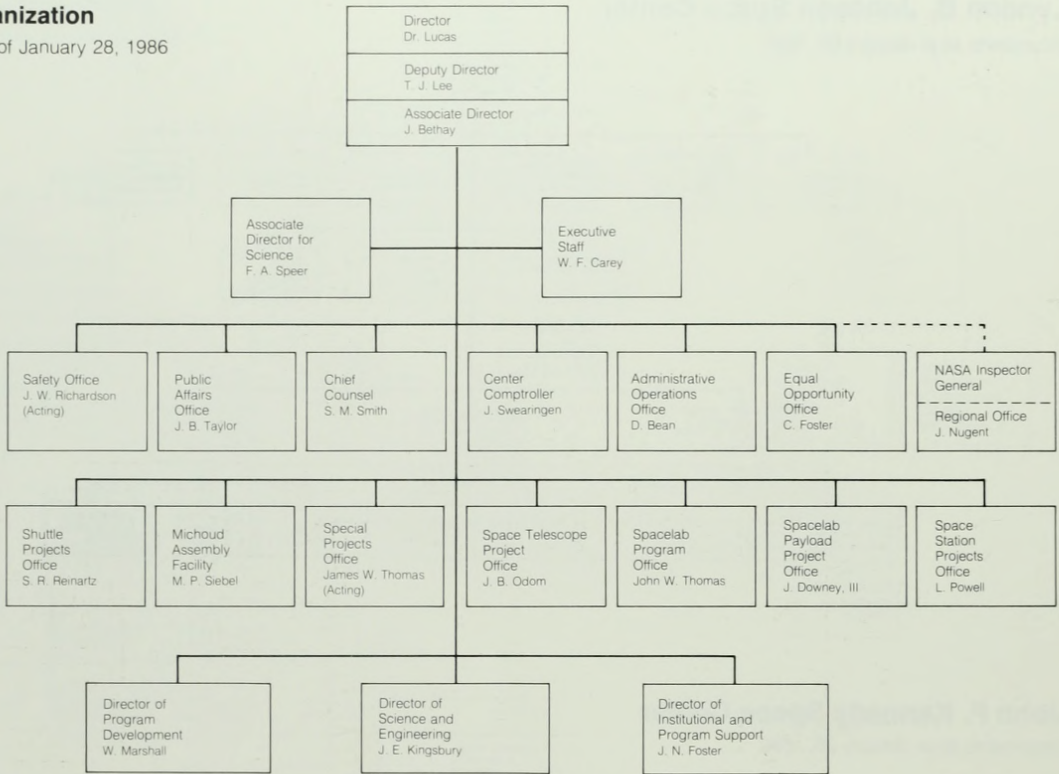 anization
of January 28, 1986
Director
Dr. Lucas
Deputy Director
T. J. Lee
Associate Director
J. Bethay
Associate
Director for
Science
F. A. Speer
Executive
Staff
W. F. Carey
Safety Office
J. W. Richardson
(Acting)
Public
Affairs
Office
J. B. Taylor
Chief
Counsel
S. M. Smith
Center
Comptroller
J. Swearingen
Administrative
Operations
Office
D. Bean
Equal
Opportunity
Office
C. Foster
NASA Inspector
General
Regional Office
J. Nugent
Shuttle
Projects
Office
S. R. Reinartz
Michoud
Assembly
Facility
M. P. Siebel
Special
Projects
Office
James W. Thomas
(Acting)
Space Telescope
Project
Office
J. B. Odom
Spacelab
Program
Office
John W. Thomas
Spacelab
Payload
Project
Office
J. Downey, III
Space
Station
Projects
Office
L. Powell
Director of
Program
Development
W. Marshall
Director of
Science and
Engineering
J. E. Kingsbury
Director of
Institutional and
Program Support
J. N. Foster